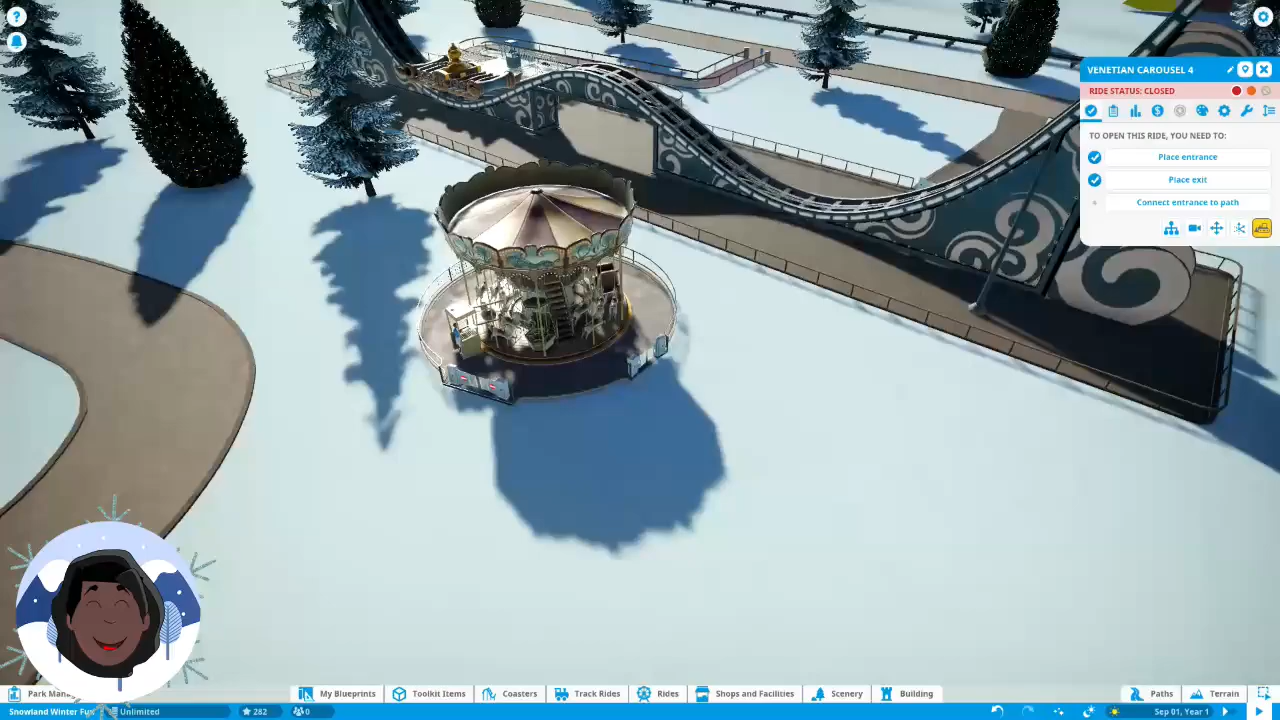 VENETIAN CAROUSEL 4
RIDE STATUS: CLOSED
TO OPEN THIS RIDE, YOU NEED TO:
Place entrance
Place exit
Connect entrance to path
Park
My Blueprints
Toolkit Items
Coasters
Track Rides
Rides
Shops and Facilities
Scenery
Building
Paths
Terrain
Snowland Winter
Unlimited
282
0
Sep 01, Year 1